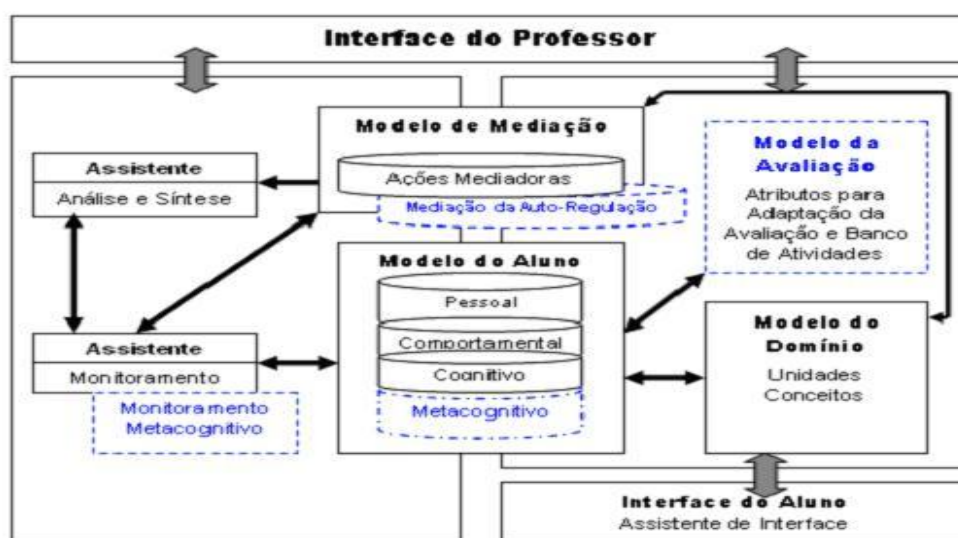 Interface do Professor
Modelo de Mediação
Ações Mediadoras
Mediação da Auto-Regulação
Modelo da
Avaliação
Atributos para
Adaptação da
Avaliação e Banco
de Atividades
Assistente
Análise e Síntese
Modelo do Aluno
Pessoal
Comportamental
Cognitivo
Metacognitivo
Assistente
Monitoramento
Monitoramento
Metacognitivo
Modelo do
Domínio
Unidades
Conceitos
Interface do Aluno
Assistente de Interface